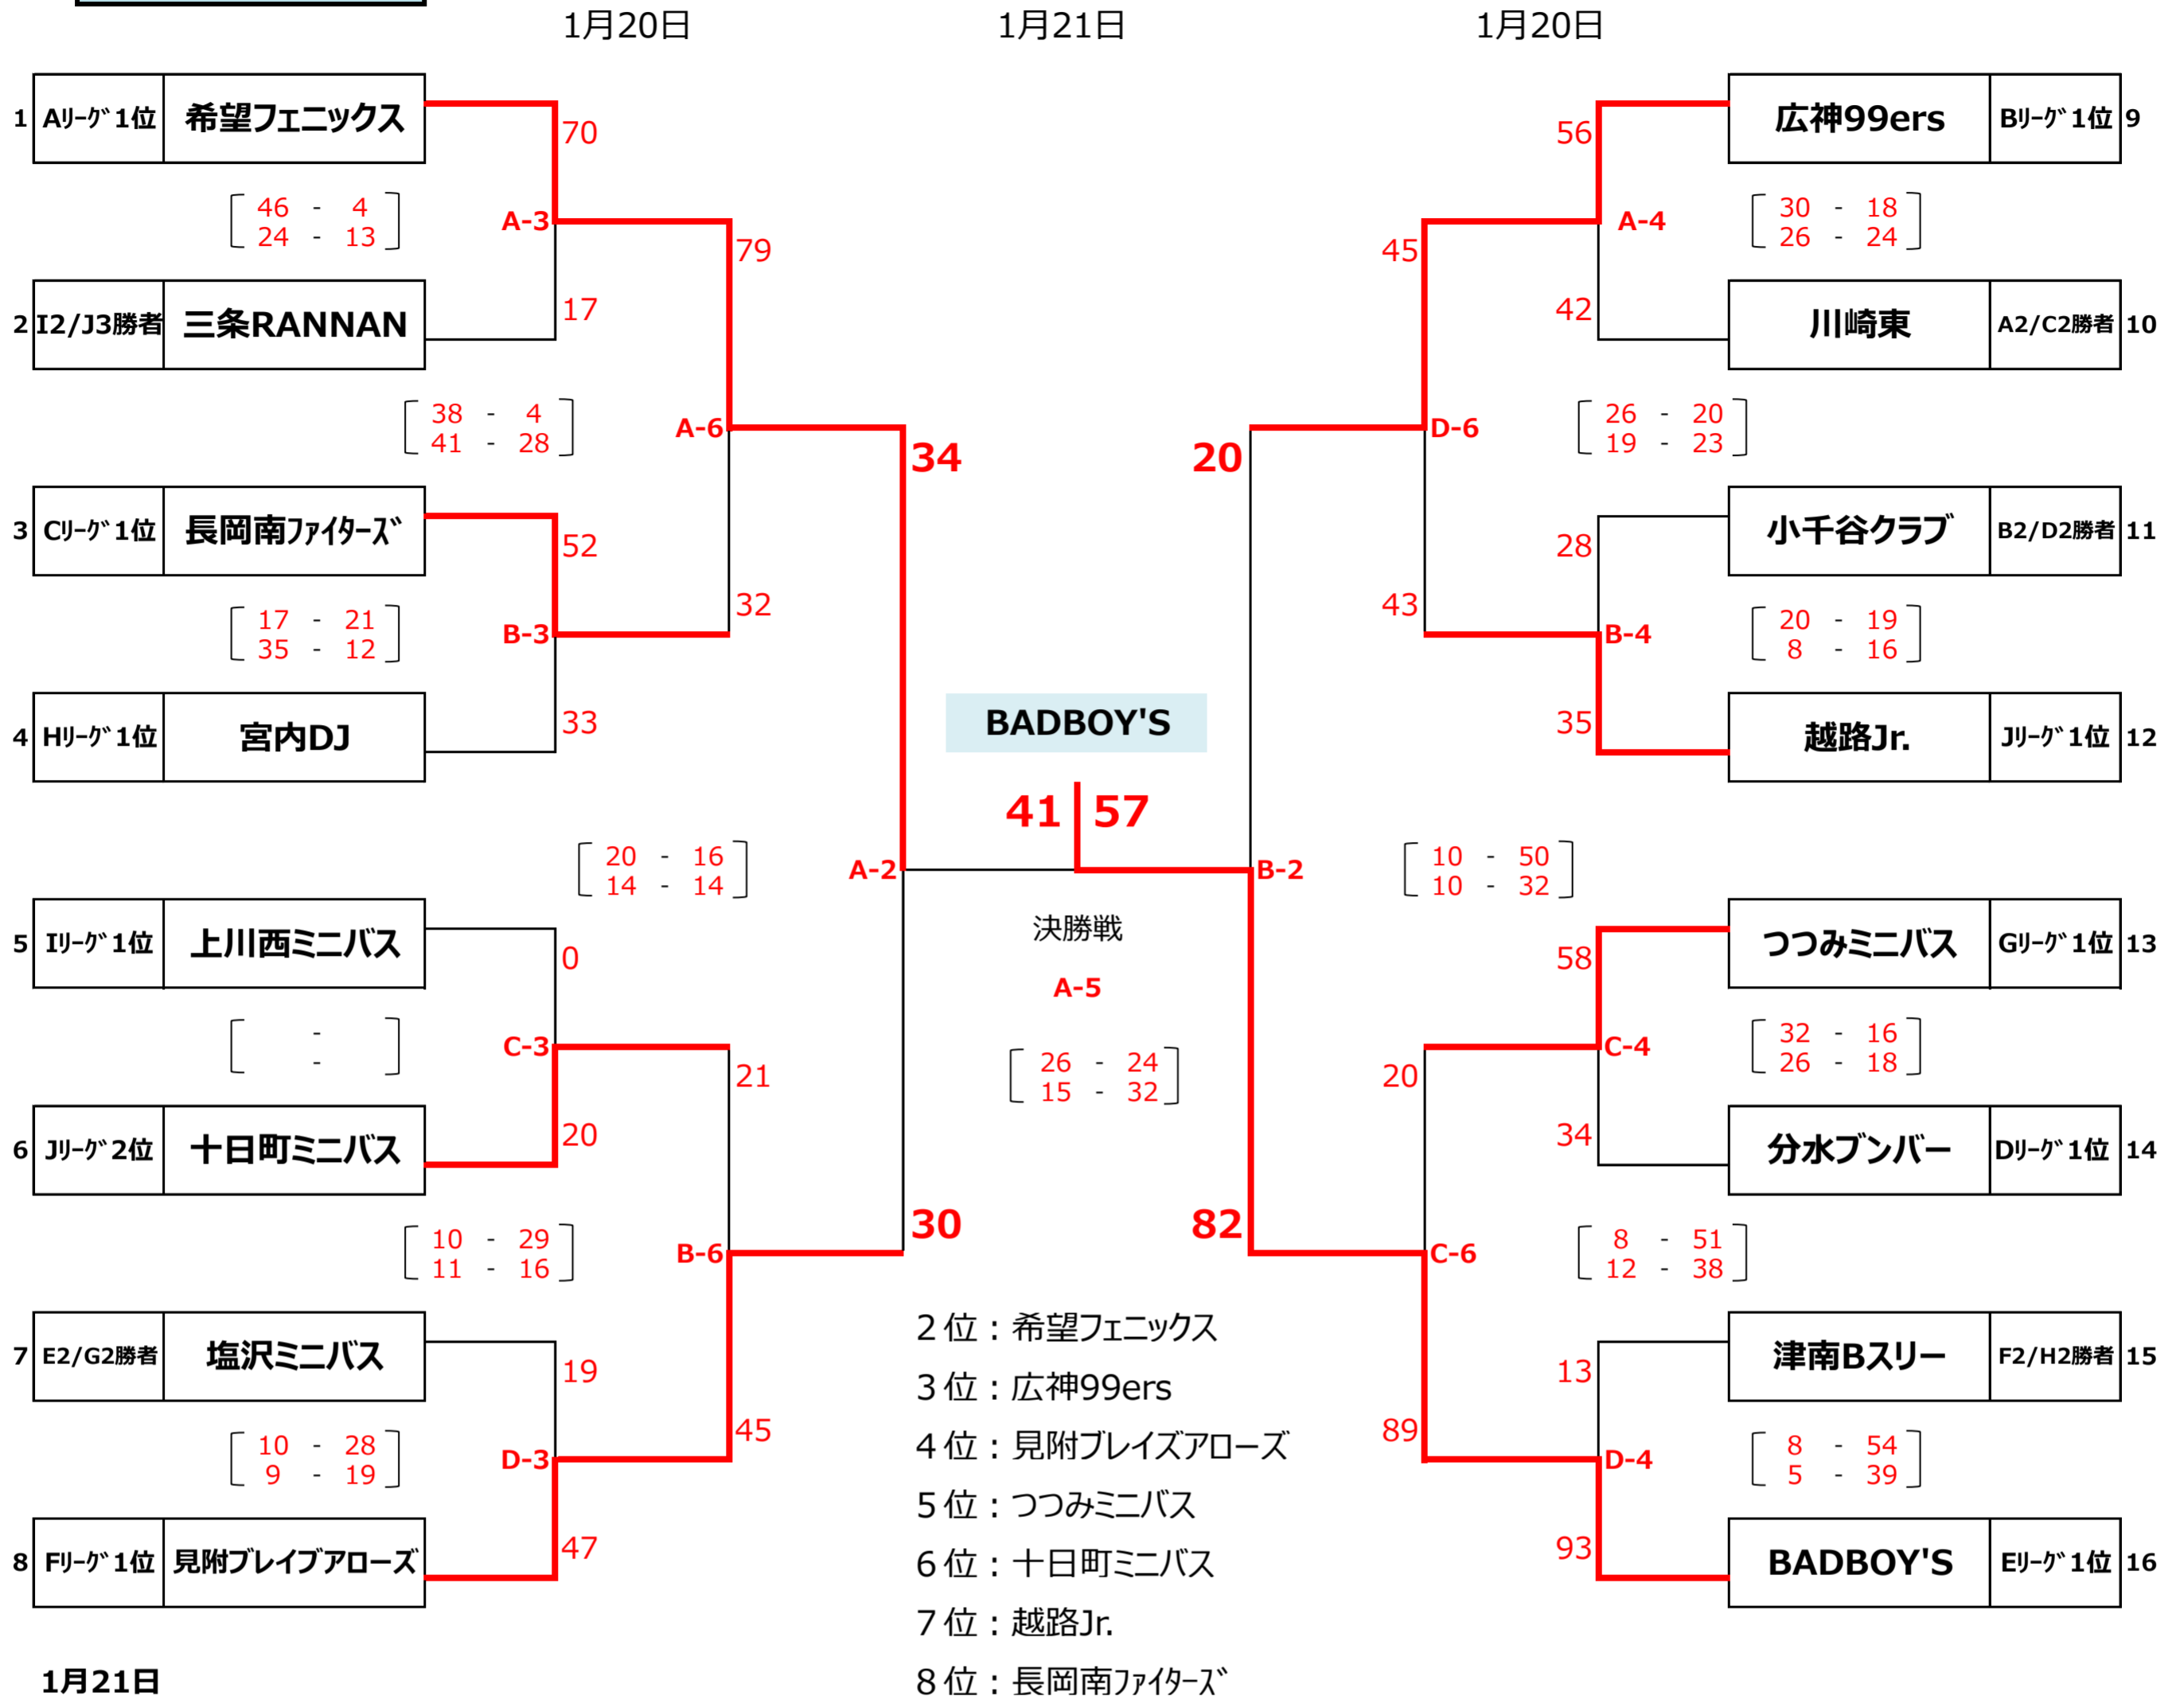 1月20日 1月21日 1月20日
1 Aリーグ1位 希望フェニックス 70 56 広神99ers Bリーグ1位 9
46 - 4 30 - 18
24 - 13 A-3 A-4 26 - 24
79 45
2 I2/J3勝者 三条RANNAN 17 42 川崎東 A2/C2勝者 10
38 - 4 26 - 20
41 - 28 A-6 D-6 19 - 23
34 20
3 Cリーグ1位 長岡南ファイターズ 52 28 小千谷クラブ B2/D2勝者 11
32 43
17 - 21 20 - 19
35 - 12 B-3 B-4 8 - 16
4 Hリーグ1位 宮内DJ 33 BADBOY'S 35 越路Jr. Jリーグ1位 12
41 57
20 - 16 10 - 50
14 - 14 A-2 B-2 10 - 32
決勝戦
5 Iリーグ1位 上川西ミニバス 0 58 つつみミニバス Gリーグ1位 13
A-5
- 32 - 16
- C-3 C-4 26 - 18
26 - 24
15 - 32
21 20
6 Jリーグ2位 十日町ミニバス 20 34 分水ブンバー Dリーグ1位 14
30 82
10 - 29 8 - 51
11 - 16 B-6 C-6 12 - 38
2位:希望フェニックス
7 E2/G2勝者 塩沢ミニバス 19 13 津南Bスリー F2/H2勝者 15
3位:広神99ers
45 89
4位:見附ブレイズアローズ
10 - 28 8 - 54
9 - 19 D-3 D-4 5 - 39
5位:つつみミニバス
8 Fリーグ1位 見附ブレイブアローズ 47 93 BADBOY'S Eリーグ1位 16
6位:十日町ミニバス
7位:越路Jr.
1月21日
8位:長岡南ファイターズ